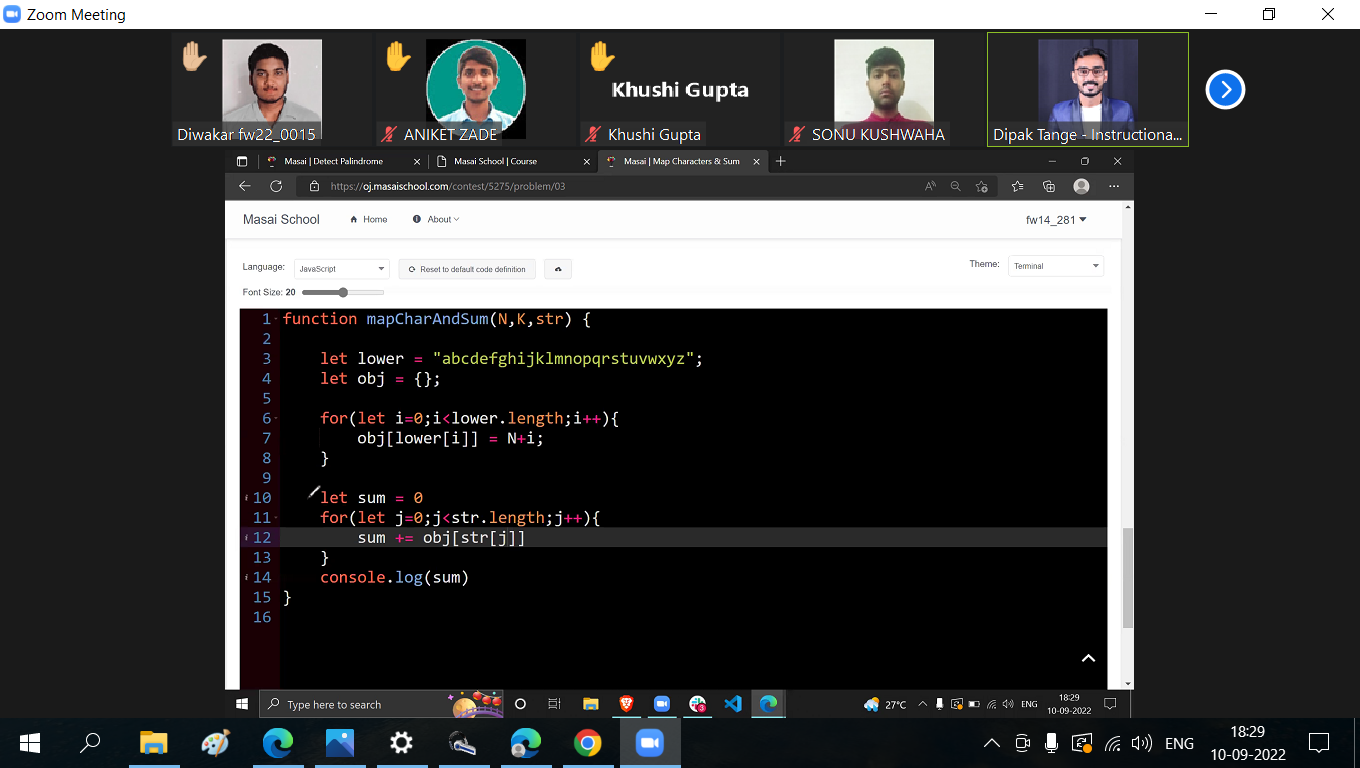 Zoom Meeting
Diwakar fw22_0015
ANIKET ZADE
Khushi Gupta
Khushi Gupta
SONU KUSHWAHA
Dipak Tange - Instructiona...
Masai | Detect Palindrome
Masai School | Course
Masai | Map Characters & Sum
https://oj.masaischool.com/contest/5275/problem/03
Masai School Home About fw14_281
Language: JavaScript Reset to default code definition Theme: Terminal
Font Size: 20
1 function mapCharAndSum(N,K,str) {
2
3 let lower = "abcdefghijklmnopqrstuvwxyz";
4 let obj = {};
5
6 for(let i=0;i<lower.length;i++){
7 obj[lower[i]] = N+i;
8 }
9
10 let sum = 0
11 for(let j=0;j<str.length;j++){
12 sum += obj[str[j]]
13 }
14 console.log(sum)
15 }
16
Type here to search 27°C ENG 18:29
10-09-2022
ENG 18:29
10-09-2022